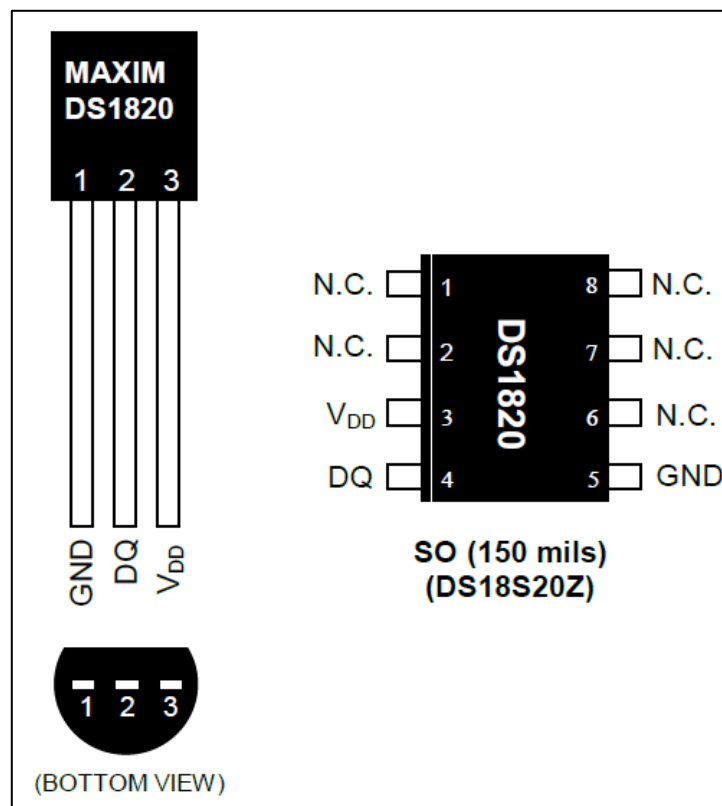 MAXIM
DS1820
1 2 3
GND DQ VDD
1 2 3
(BOTTOM VIEW)
N.C. 1 8 N.C.
N.C. 2 7 N.C.
VDD 3 6 N.C.
DQ 4 5 GND
DS1820
SO (150 mils)
(DS18S20Z)